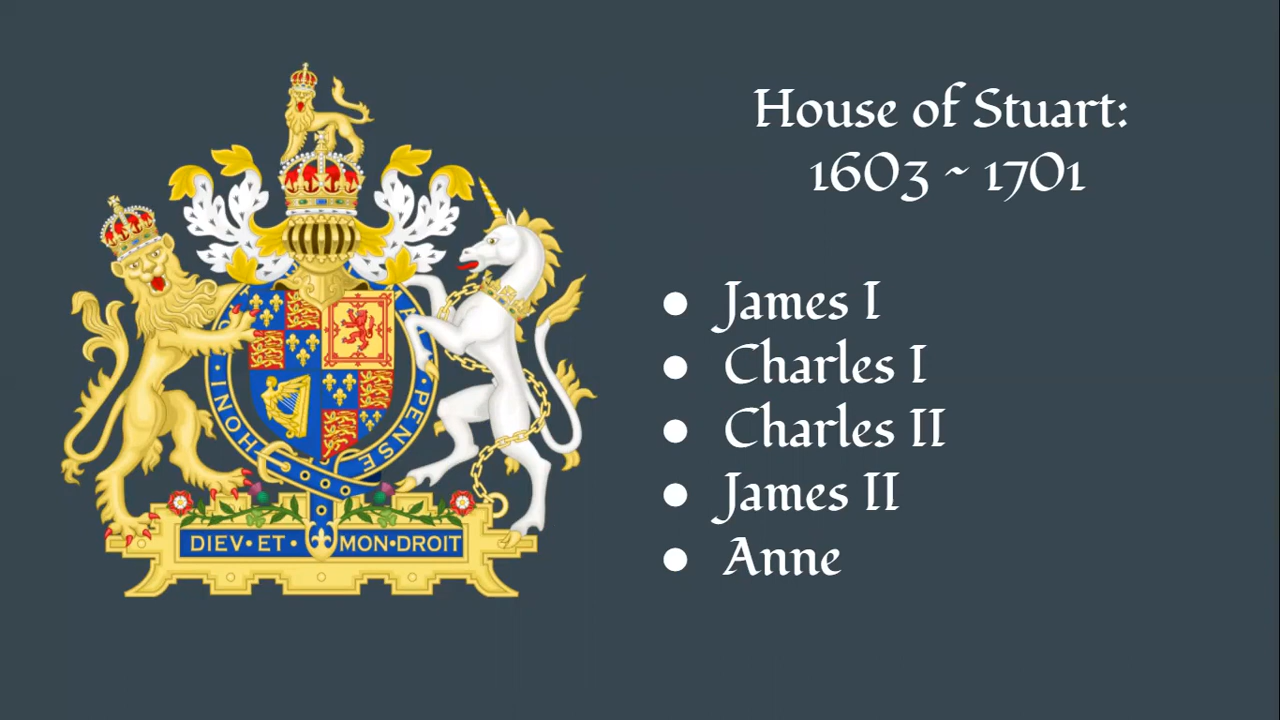 HONI
PENSE
DIEV•ET•
MON•DROIT
House of Stuart:
1603 ~ 1701
● James I
● Charles I
● Charles II
● James II
● Anne